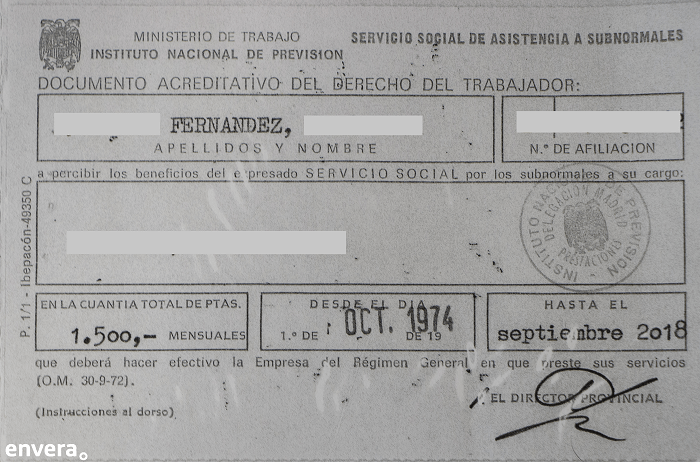 MINISTERIO DE TRABAJO
INSTITUTO NACIONAL DE PREVISION
SERVICIO SOCIAL DE ASISTENCIA A SUBNORMALES
DOCUMENTO ACREDITATIVO DEL DERECHO DEL TRABAJADOR:
FERNANDEZ,
APELLIDOS Y NOMBRE
N.º DE AFILIACION
a percibir los beneficios del expresado SERVICIO SOCIAL por los subnormales a su cargo:
INSTITUTO NACIONAL DE PREVISION
DELEGACION MADRID
PRESTACIONES
P. 1/1 - Ibepacón-49350 C
EN LA CUANTIA TOTAL DE PTAS.
1.500,- MENSUALES
DESDE EL DIA
1.º DE OCT. 1974 DE 19
HASTA EL
septiembre 2018
que deberá hacer efectivo la Empresa del Régimen General en que preste sus servicios
(O.M. 30-9-72).
EL DIRECTOR PROVINCIAL
(Instrucciones al dorso)
envera